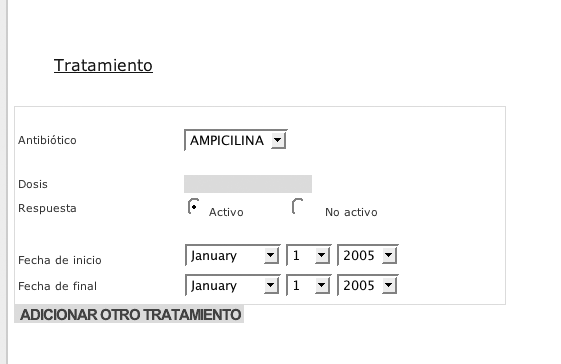 Tratamiento
Antibiótico AMPICILINA
Dosis
Respuesta Activo No activo
Fecha de inicio January 1 2005
Fecha de final January 1 2005
ADICIONAR OTRO TRATAMIENTO